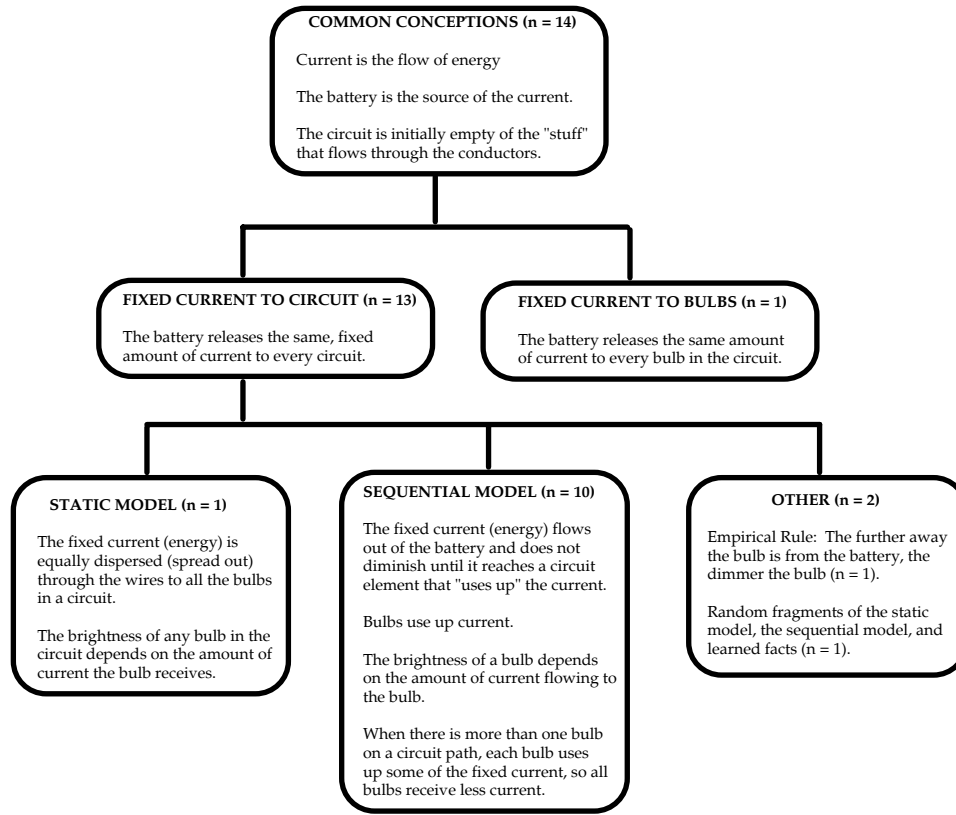 COMMON CONCEPTIONS (n = 14)
Current is the flow of energy
The battery is the source of the current.
The circuit is initially empty of the "stuff"
that flows through the conductors.
FIXED CURRENT TO CIRCUIT (n = 13)
The battery releases the same, fixed
amount of current to every circuit.
FIXED CURRENT TO BULBS (n = 1)
The battery releases the same amount
of current to every bulb in the circuit.
STATIC MODEL (n = 1)
The fixed current (energy) is
equally dispersed (spread out)
through the wires to all the bulbs
in a circuit.
The brightness of any bulb in the
circuit depends on the amount of
current the bulb receives.
SEQUENTIAL MODEL (n = 10)
The fixed current (energy) flows
out of the battery and does not
diminish until it reaches a circuit
element that "uses up" the current.
Bulbs use up current.
The brightness of a bulb depends
on the amount of current flowing to
the bulb.
When there is more than one bulb
on a circuit path, each bulb uses
up some of the fixed current, so all
bulbs receive less current.
OTHER (n = 2)
Empirical Rule: The further away
the bulb is from the battery, the
dimmer the bulb (n = 1).
Random fragments of the static
model, the sequential model, and
learned facts (n = 1).